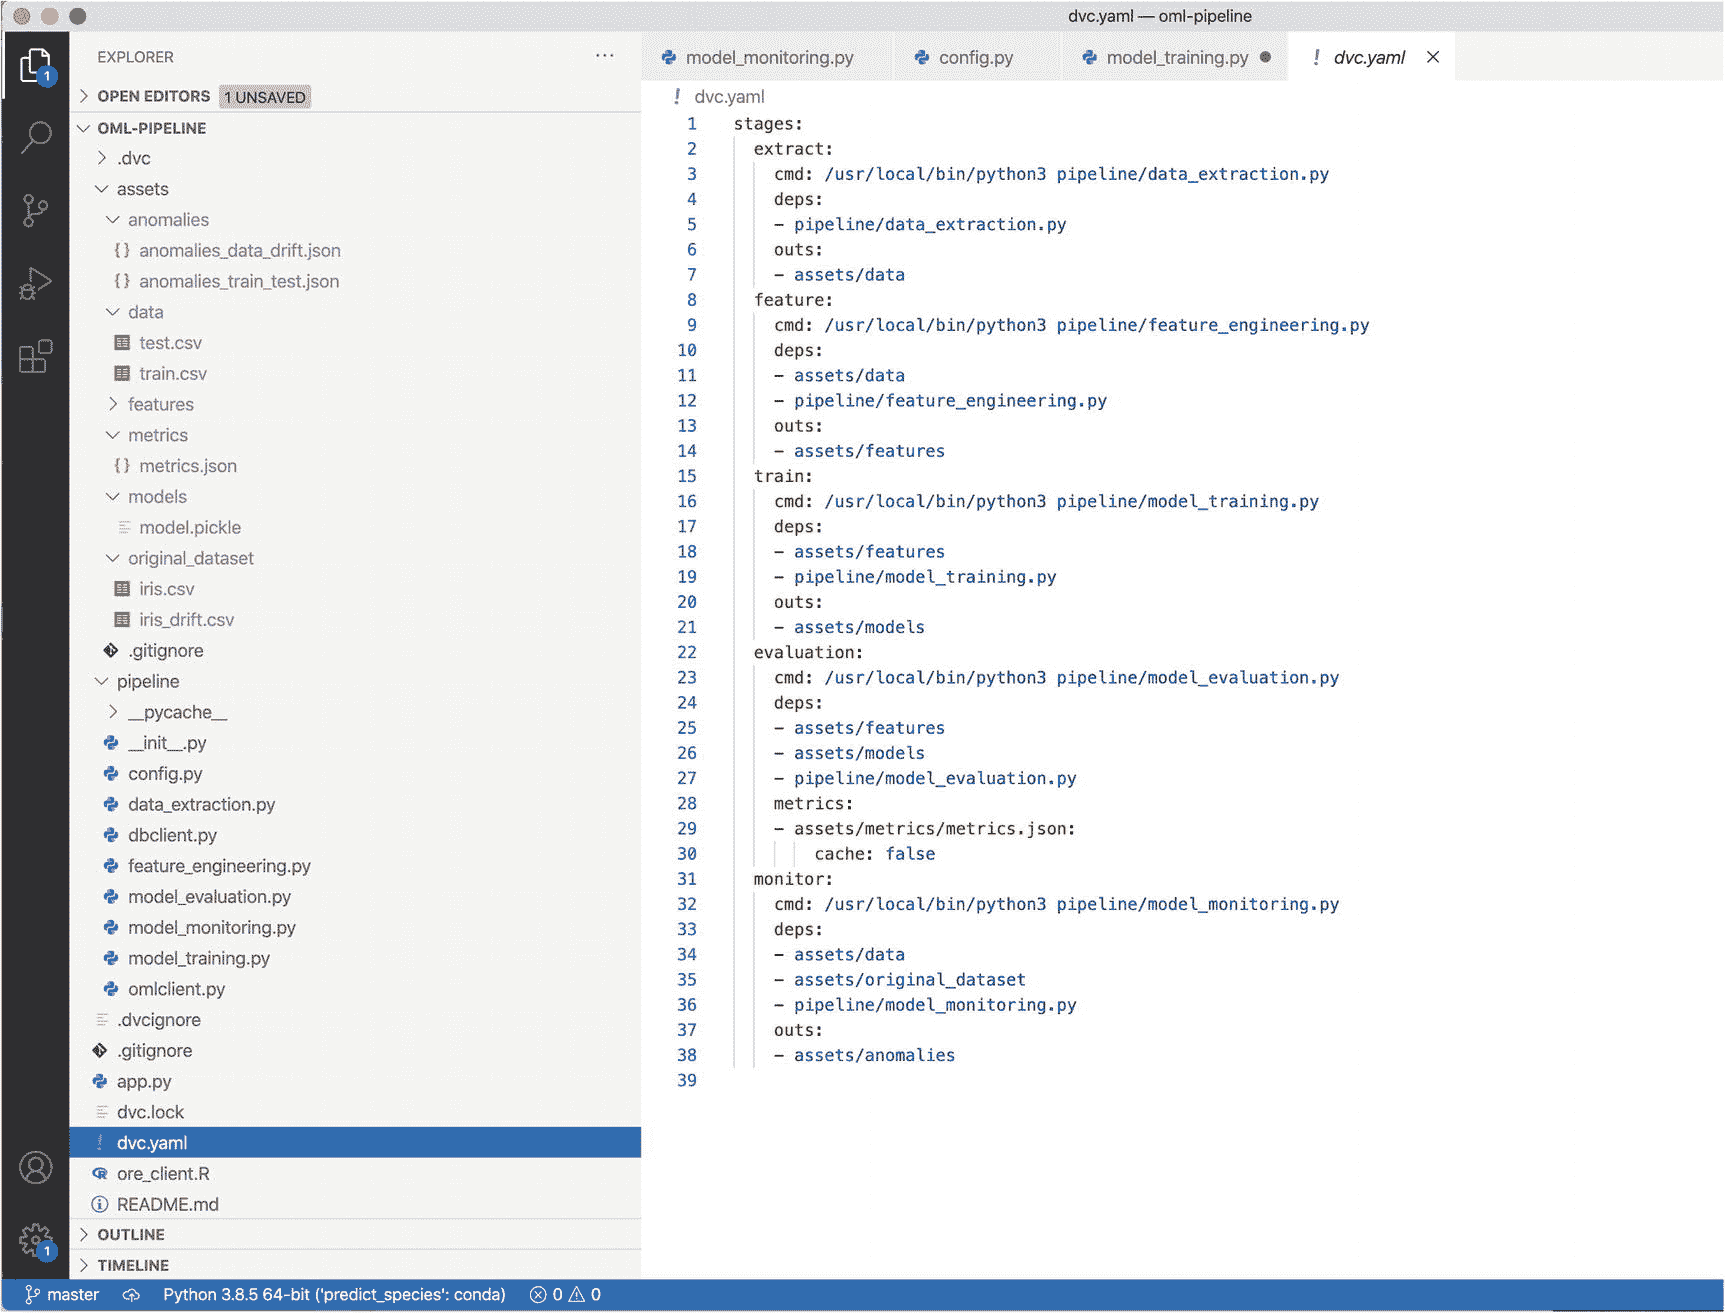 dvc.yaml — oml-pipeline
EXPLORER
···
OPEN EDITORS 1 UNSAVED
OML-PIPELINE
.dvc
assets
anomalies
{} anomalies_data_drift.json
{} anomalies_train_test.json
data
test.csv
train.csv
features
metrics
{} metrics.json
models
model.pickle
original_dataset
iris.csv
iris_drift.csv
.gitignore
pipeline
__pycache__
__init__.py
config.py
data_extraction.py
dbclient.py
feature_engineering.py
model_evaluation.py
model_monitoring.py
model_training.py
omlclient.py
.dvcignore
.gitignore
app.py
dvc.lock
! dvc.yaml
ore_client.R
README.md
OUTLINE
TIMELINE
1
1
model_monitoring.py config.py model_training.py ● ! dvc.yaml ×
! dvc.yaml
1 stages:
2 extract:
3 cmd: /usr/local/bin/python3 pipeline/data_extraction.py
4 deps:
5 - pipeline/data_extraction.py
6 outs:
7 - assets/data
8 feature:
9 cmd: /usr/local/bin/python3 pipeline/feature_engineering.py
10 deps:
11 - assets/data
12 - pipeline/feature_engineering.py
13 outs:
14 - assets/features
15 train:
16 cmd: /usr/local/bin/python3 pipeline/model_training.py
17 deps:
18 - assets/features
19 - pipeline/model_training.py
20 outs:
21 - assets/models
22 evaluation:
23 cmd: /usr/local/bin/python3 pipeline/model_evaluation.py
24 deps:
25 - assets/features
26 - assets/models
27 - pipeline/model_evaluation.py
28 metrics:
29 - assets/metrics/metrics.json:
30 cache: false
31 monitor:
32 cmd: /usr/local/bin/python3 pipeline/model_monitoring.py
33 deps:
34 - assets/data
35 - assets/original_dataset
36 - pipeline/model_monitoring.py
37 outs:
38 - assets/anomalies
39
master Python 3.8.5 64-bit ('predict_species': conda) 0 0